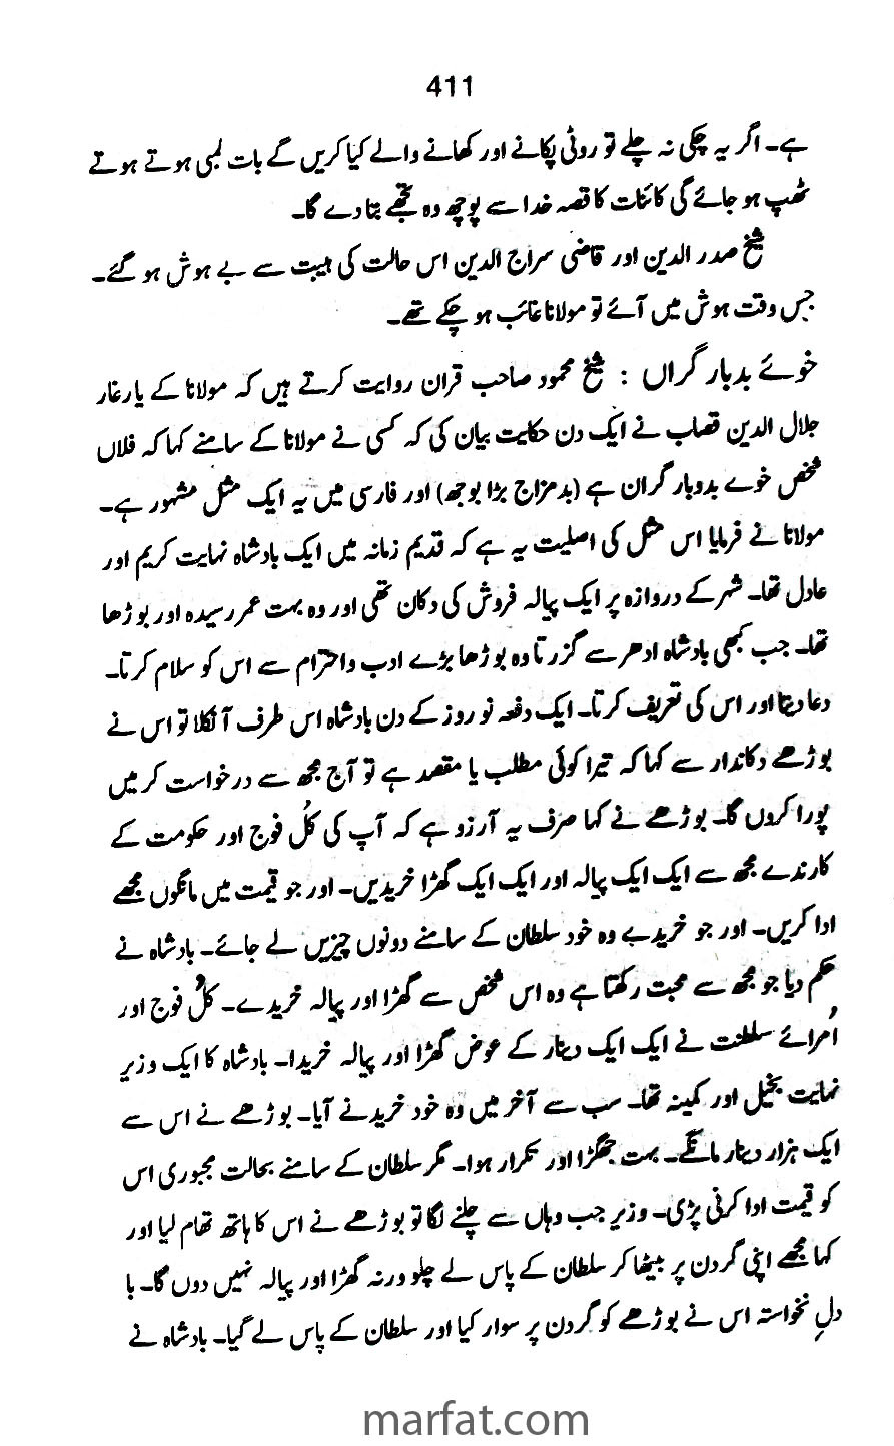 411
ہے۔ اگر یہ چکی نہ چلے تو روٹی پکانے اور کھانے والے کیا کریں گے بات لمبی ہوتے ہوتے
ٹھپ ہو جائے گی کائنات کا قصہ خدا سے پوچھ وہ تجھے بتا دے گا۔
شیخ صدر الدین اور قاضی سراج الدین اس حالت کی ہیبت سے بے ہوش ہو گئے۔
جس وقت ہوش میں آئے تو مولانا غائب ہو چکے تھے۔
خوئے بدبار گراں : شیخ محمود صاحب قران روایت کرتے ہیں کہ مولانا کے یار غار
جلال الدین قصاب نے ایک دن حکایت بیان کی کہ کسی نے مولانا کے سامنے کہا کہ فلاں
شخص خوے بدوبار گران ہے (بد مزاج بڑا بوجھ) اور فارسی میں یہ ایک مثل مشہور ہے۔
مولانا نے فرمایا اس مثل کی اصلیت یہ ہے کہ قدیم زمانہ میں ایک بادشاہ نہایت کریم اور
عادل تھا۔ شہر کے دروازہ پر ایک پیالہ فروش کی دکان تھی اور وہ بہت عمر رسیدہ اور بوڑھا
تھا۔ جب کبھی بادشاہ ادھر سے گزرتا وہ بوڑھا بڑے ادب واحترام سے اس کو سلام کرتا۔
دعا دیتا اور اس کی تعریف کرتا۔ ایک دفعہ نو روز کے دن بادشاہ اس طرف آنکلا تو اس نے
بوڑھے دکاندار سے کہا کہ تیرا کوئی مطلب یا مقصد ہے تو آج مجھ سے درخواست کر میں
پورا کروں گا۔ بوڑھے نے کہا صرف یہ آرزو ہے کہ آپ کی کُل فوج اور حکومت کے
کارندے مجھ سے ایک ایک پیالہ اور ایک ایک گھڑا خریدیں۔ اور جو قیمت میں مانگوں مجھے
ادا کریں۔ اور جو خریدے وہ خود سلطان کے سامنے دونوں چیزیں لے جائے۔ بادشاہ نے
حکم دیا جو مجھ سے محبت رکھتا ہے وہ اس شخص سے گھڑا اور پیالہ خریدے۔ کُل فوج اور
اُمرائے سلطنت نے ایک ایک دینار کے عوض گھڑا اور پیالہ خریدا۔ بادشاہ کا ایک وزیر
نہایت بخیل اور کمینہ تھا۔ سب سے آخر میں وہ خود خریدنے آیا۔ بوڑھے نے اس سے
ایک ہزار دینار مانگے۔ بہت جھگڑا اور تکرار ہوا۔ مگر سلطان کے سامنے بحالت مجبوری اس
کو قیمت ادا کرنی پڑی۔ وزیر جب وہاں سے چلنے لگا تو بوڑھے نے اس کا ہاتھ تھام لیا اور
کہا مجھے اپنی گردن پر بیٹھا کر سلطان کے پاس لے چلو ورنہ گھڑا اور پیالہ نہیں دوں گا۔ با
دلِ نخواستہ اس نے بوڑھے کو گردن پر سوار کیا اور سلطان کے پاس لے گیا۔ بادشاہ نے
marfat.com